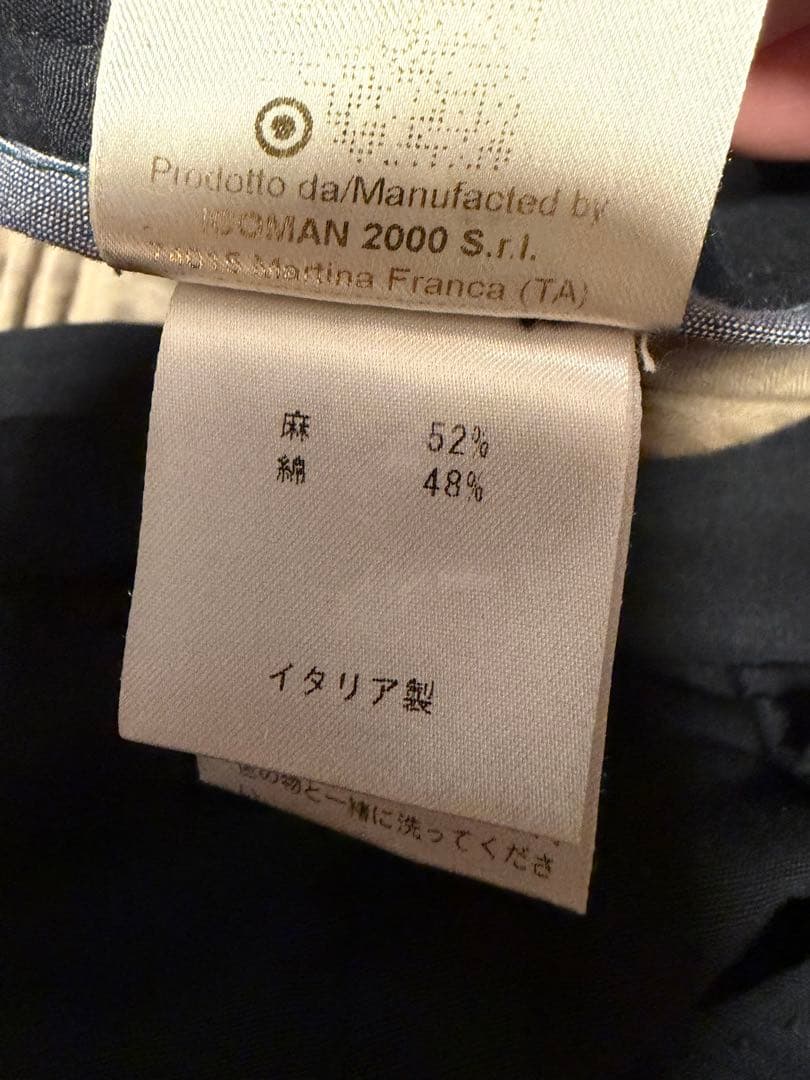 Prodotto da/Manufacted by
ICOMAN 2000 S.r.l.
74015 Martina Franca (TA)
麻 52%
綿 48%
イタリア製
の物と一緒に洗ってくださ